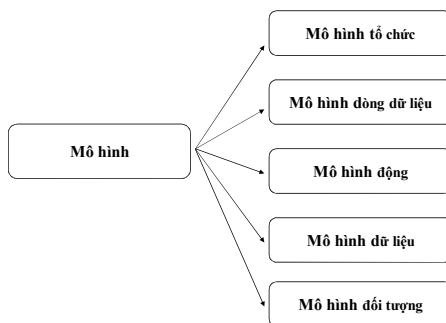 Mô hình tổ chức
Mô hình dòng dữ liệu
Mô hình
Mô hình động
Mô hình dữ liệu
Mô hình đối tượng